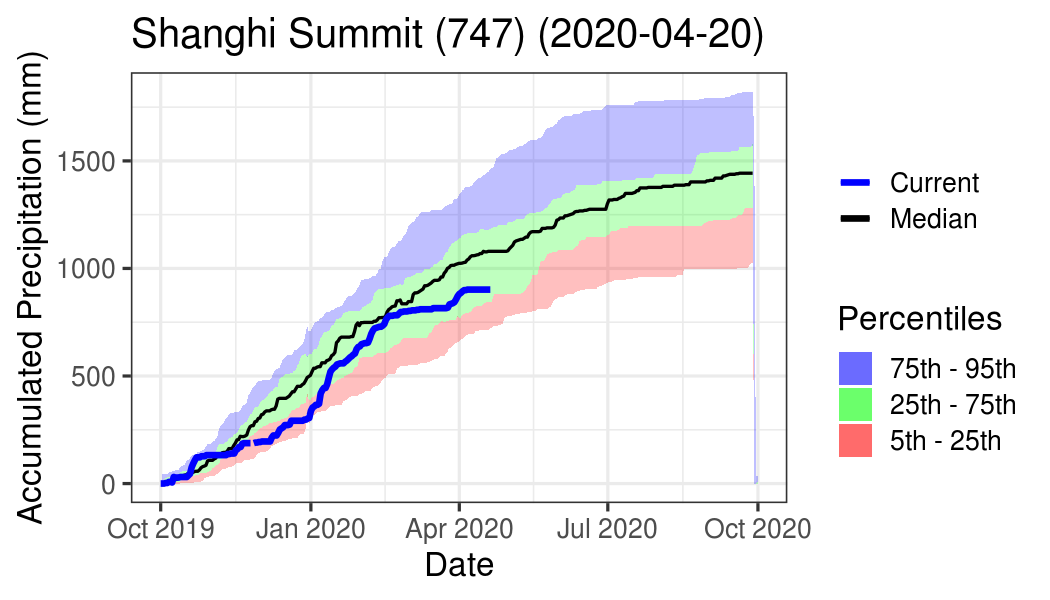 Shanghi Summit (747) (2020-04-20)
Accumulated Precipitation (mm)
1500
1000
500
0
Oct 2019
Jan 2020
Apr 2020
Jul 2020
Oct 2020
Date
Current
Median
Percentiles
75th - 95th
25th - 75th
5th - 25th